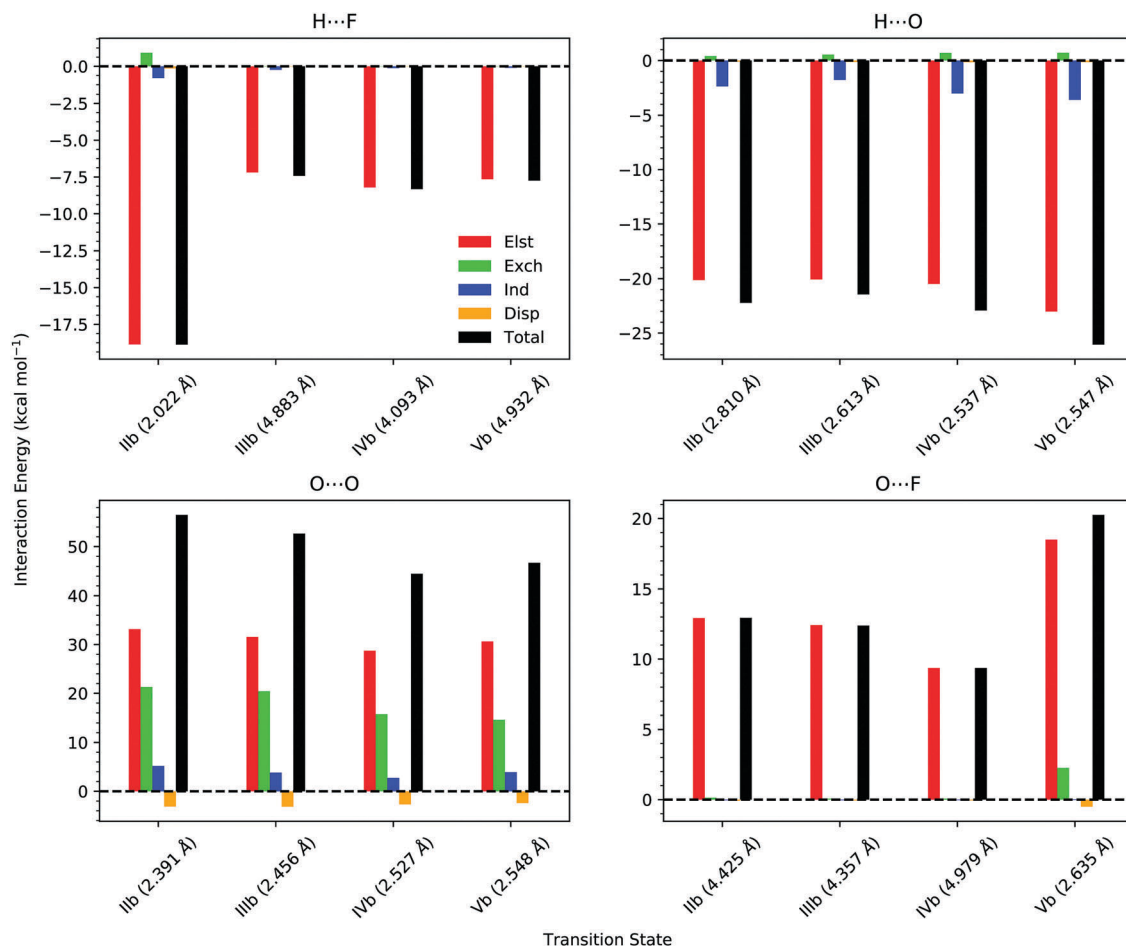 H⋯F
H⋯O
0.0
−2.5
−5.0
−7.5
−10.0
−12.5
−15.0
−17.5
Elst
Exch
Ind
Disp
Total
IIb (2.022 Å)
IIIb (4.883 Å)
IVb (4.093 Å)
Vb (4.932 Å)
0
−5
−10
−15
−20
−25
IIb (2.810 Å)
IIIb (2.613 Å)
IVb (2.537 Å)
Vb (2.547 Å)
Interaction Energy (kcal mol⁻¹)
O⋯O
O⋯F
50
40
30
20
10
0
IIb (2.391 Å)
IIIb (2.456 Å)
IVb (2.527 Å)
Vb (2.548 Å)
20
15
10
5
0
IIb (4.425 Å)
IIIb (4.357 Å)
IVb (4.979 Å)
Vb (2.635 Å)
Transition State